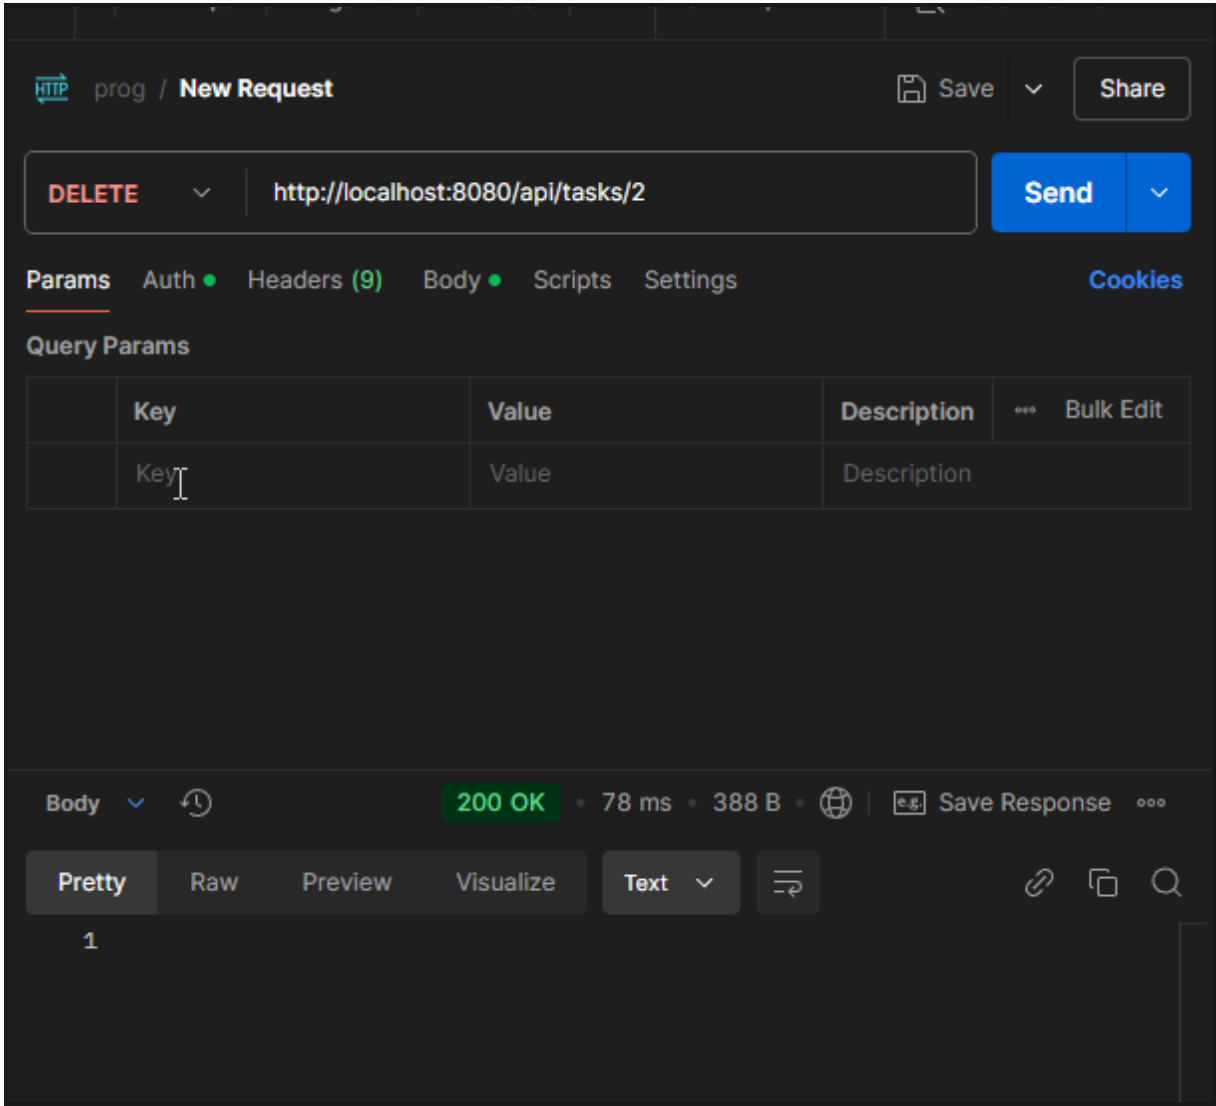 HTTP prog / New Request Save Share
DELETE http://localhost:8080/api/tasks/2 Send
Params Auth Headers (9) Body Scripts Settings Cookies
Query Params
Key Value Description Bulk Edit
Key Value Description
Body 200 OK 78 ms 388 B e.g. Save Response
Pretty Raw Preview Visualize Text
1